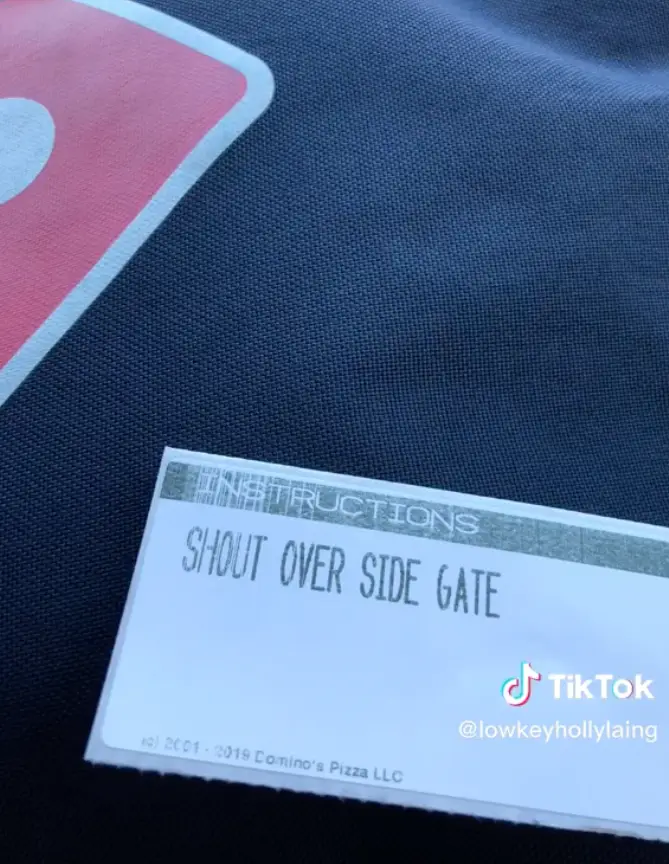 INSTRUCTIONS
SHOUT OVER SIDE GATE
(c) 2001 - 2019 Domino's Pizza LLC
TikTok
@lowkeyhollylaing